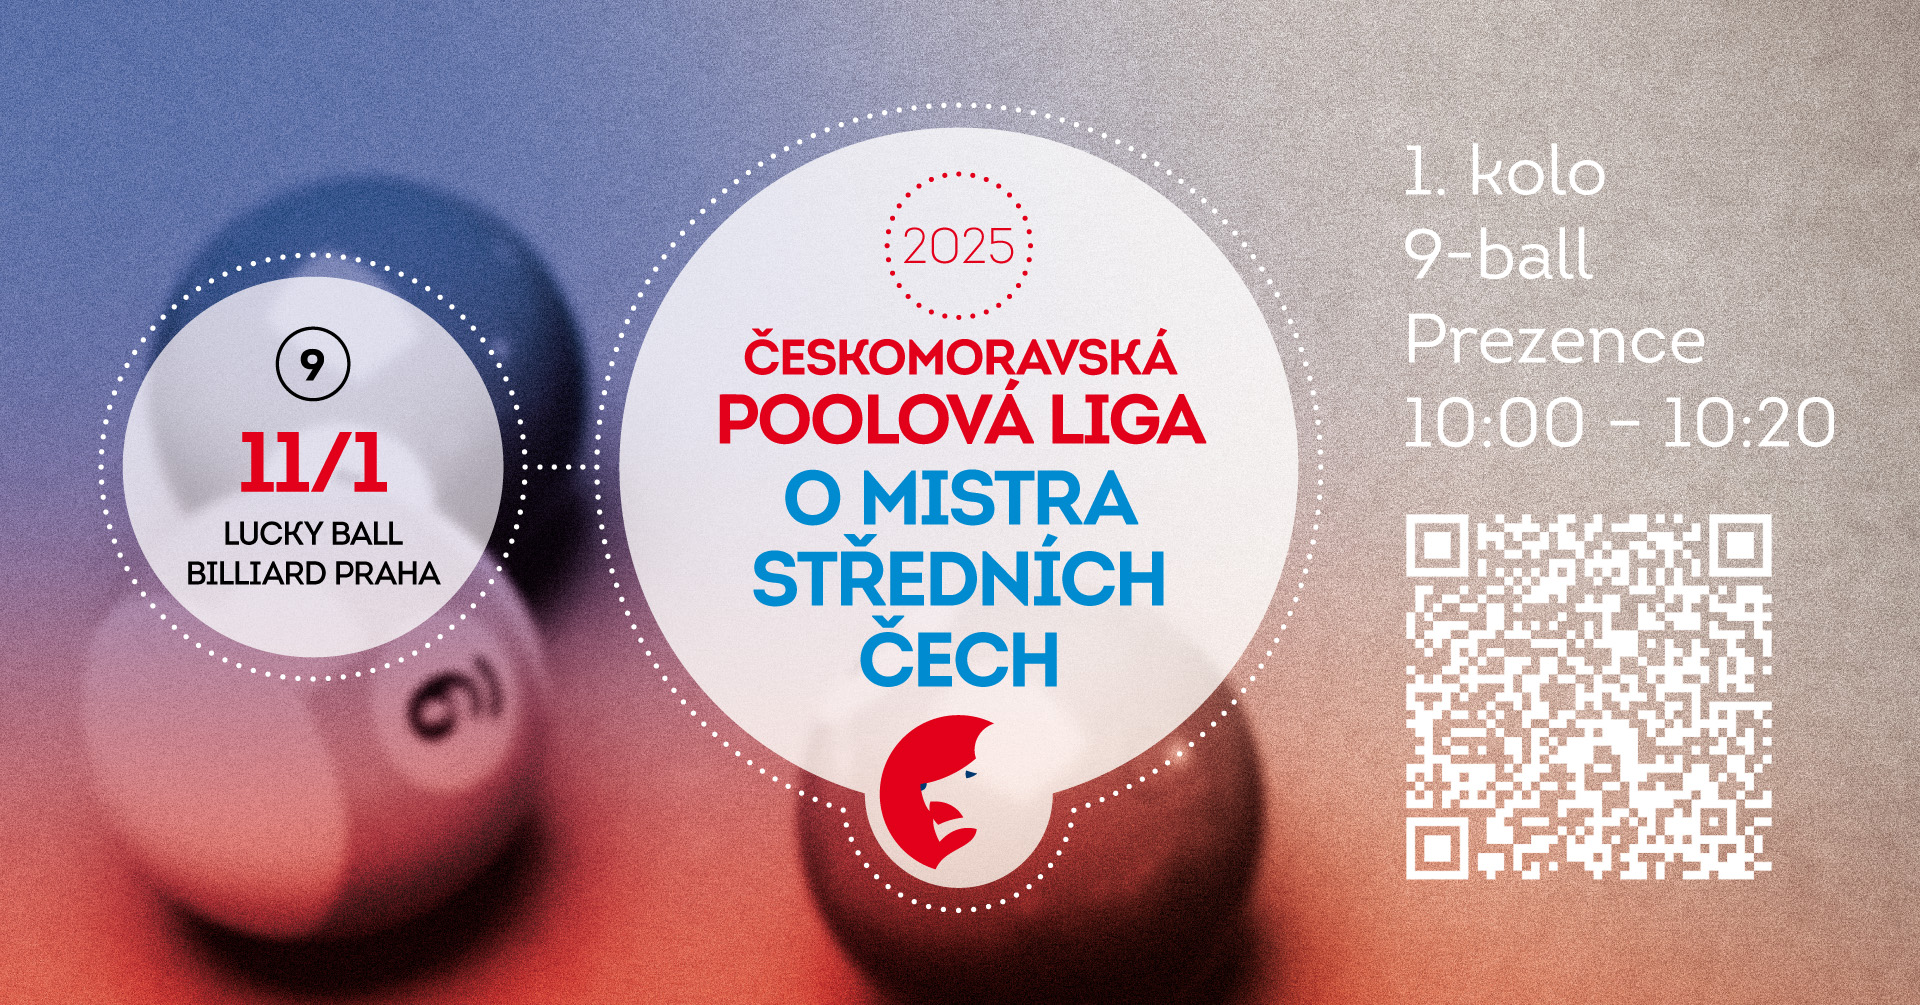 9
11/1
LUCKY BALL
BILLIARD PRAHA
2025
ČESKOMORAVSKÁ
POOLOVÁ LIGA
O MISTRA
STŘEDNÍCH
ČECH
1. kolo
9-ball
Prezence
10:00 – 10:20
9